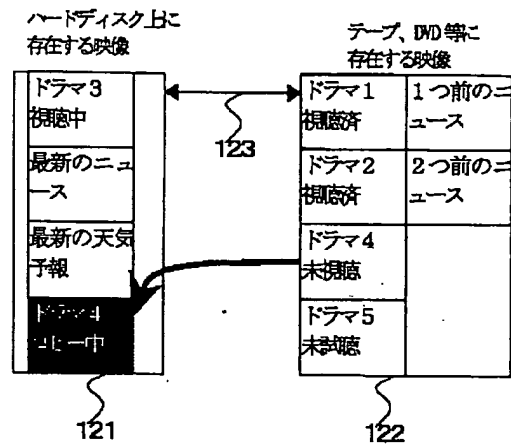 ハードディスク上に
存在する映像
ドラマ3
視聴中
最新のニュ
ース
最新の天気
予報
ドラマ4
コピー中
121
123
テープ、DVD等に
存在する映像
ドラマ1
視聴済
1つ前のニ
ュース
ドラマ2
視聴済
2つ前のニ
ュース
ドラマ4
未視聴
ドラマ5
未試聴
122